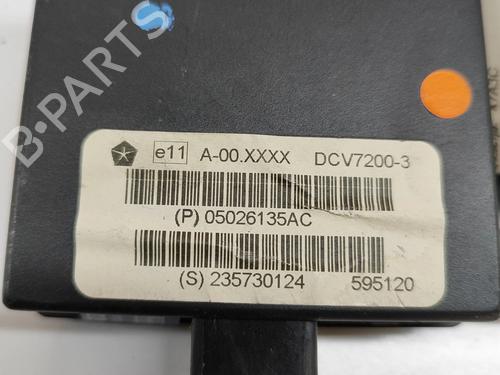 e11 A-00.XXXX DCV7200-3
(P) 05026135AC
(S) 235730124 595120
B-PARTS